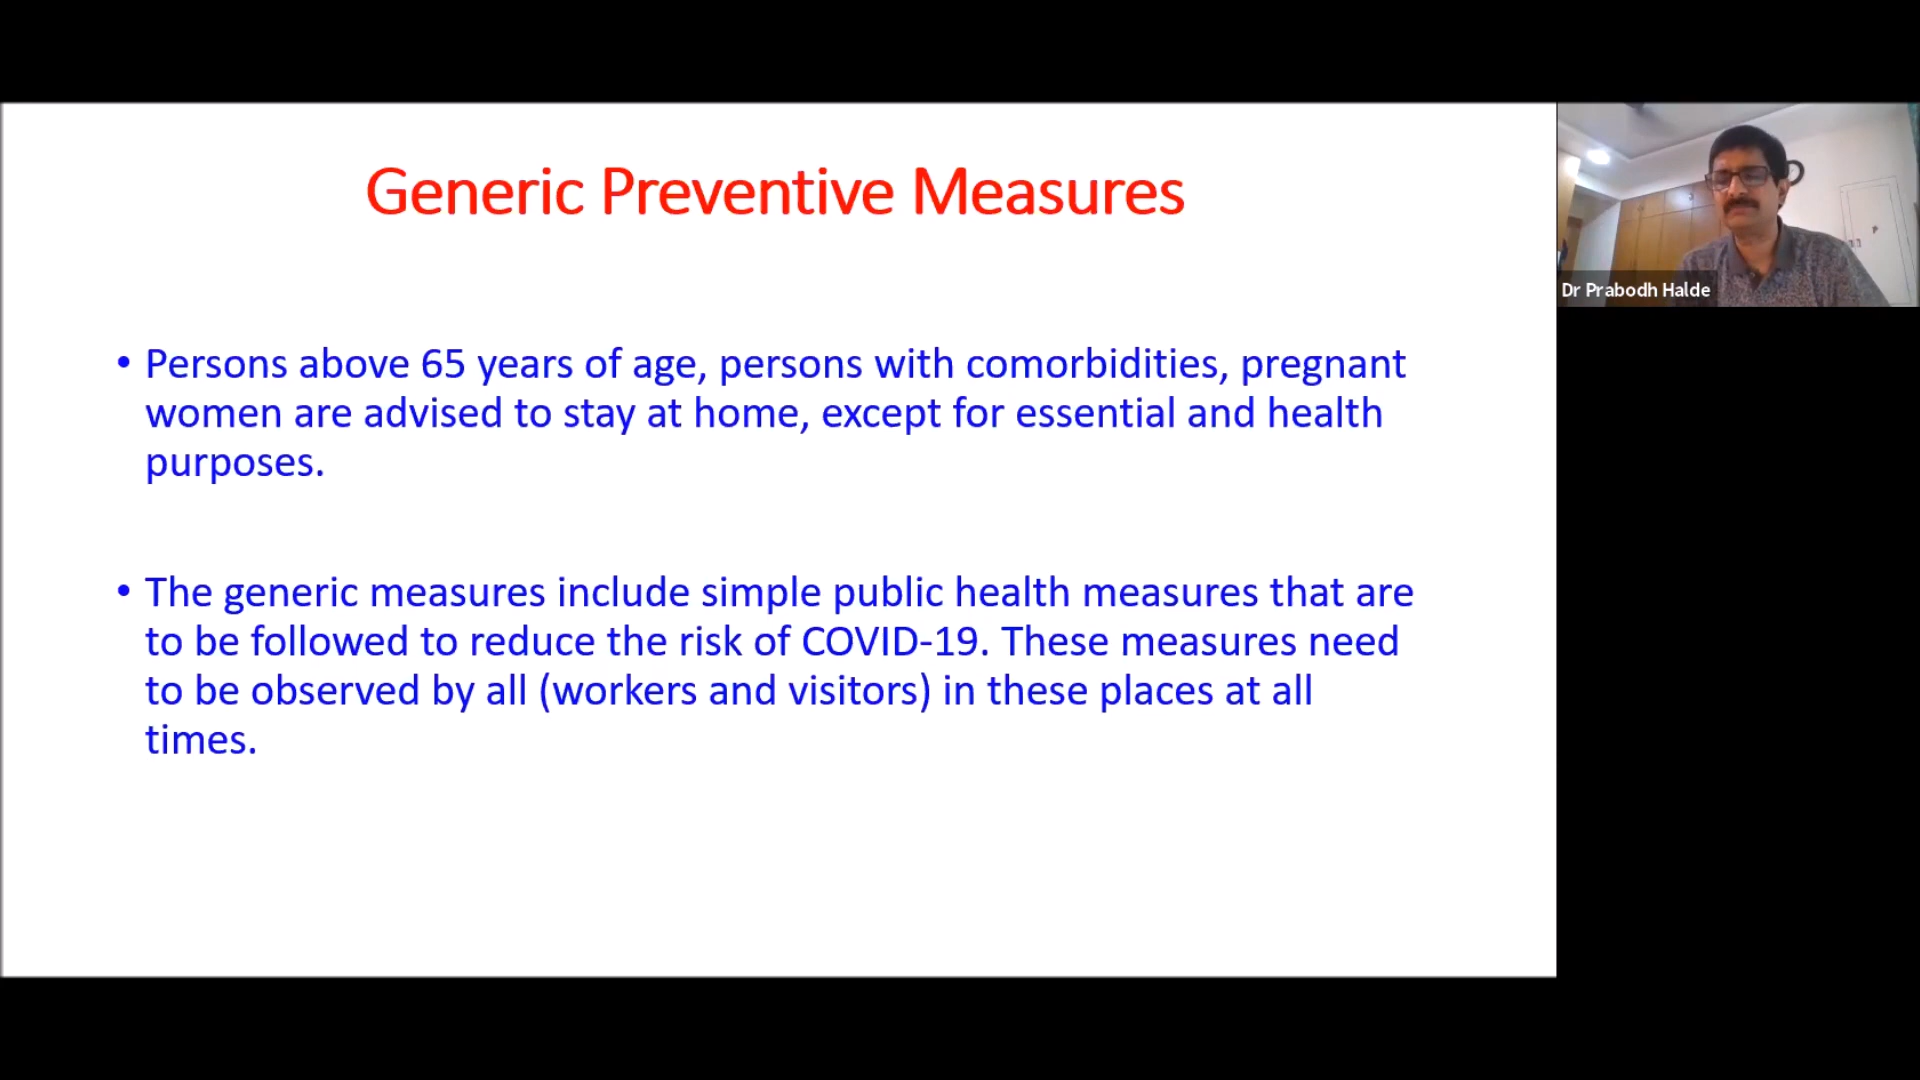 Generic Preventive Measures
• Persons above 65 years of age, persons with comorbidities, pregnant
women are advised to stay at home, except for essential and health
purposes.
• The generic measures include simple public health measures that are
to be followed to reduce the risk of COVID-19. These measures need
to be observed by all (workers and visitors) in these places at all
times.
Dr Prabodh Halde